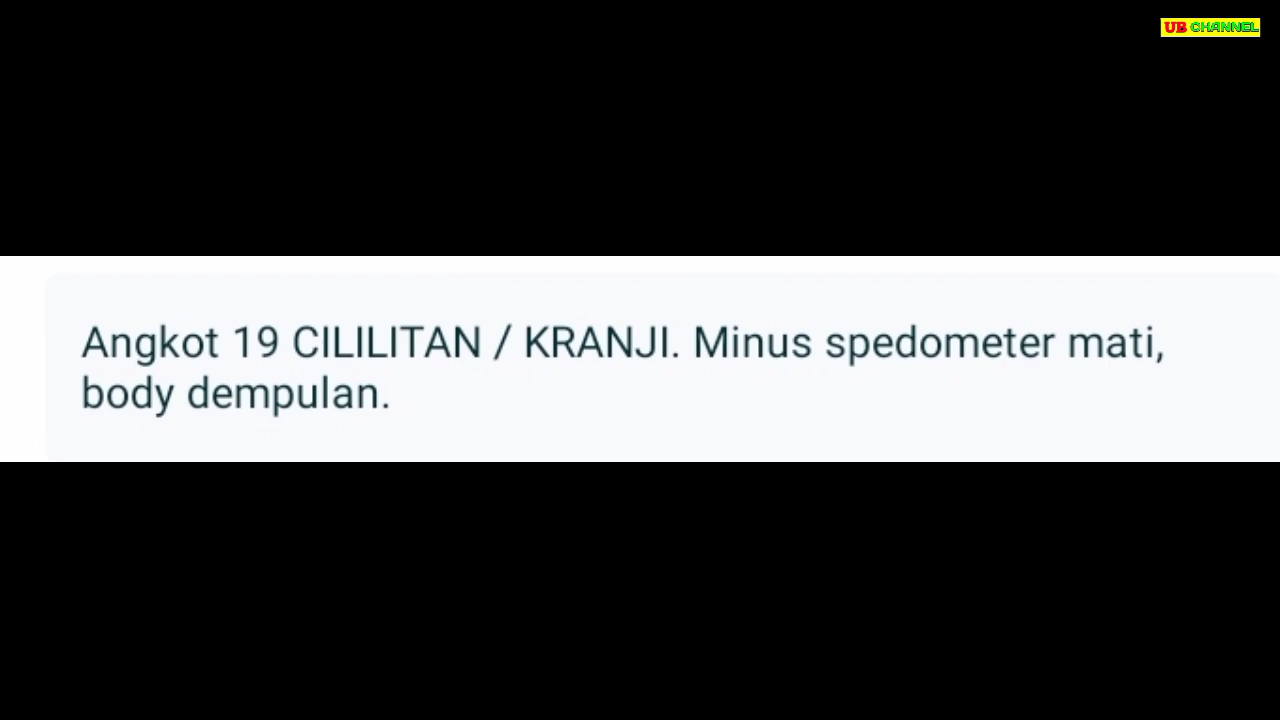 UB CHANNEL
Angkot 19 CILILITAN / KRANJI. Minus spedometer mati,
body dempulan.